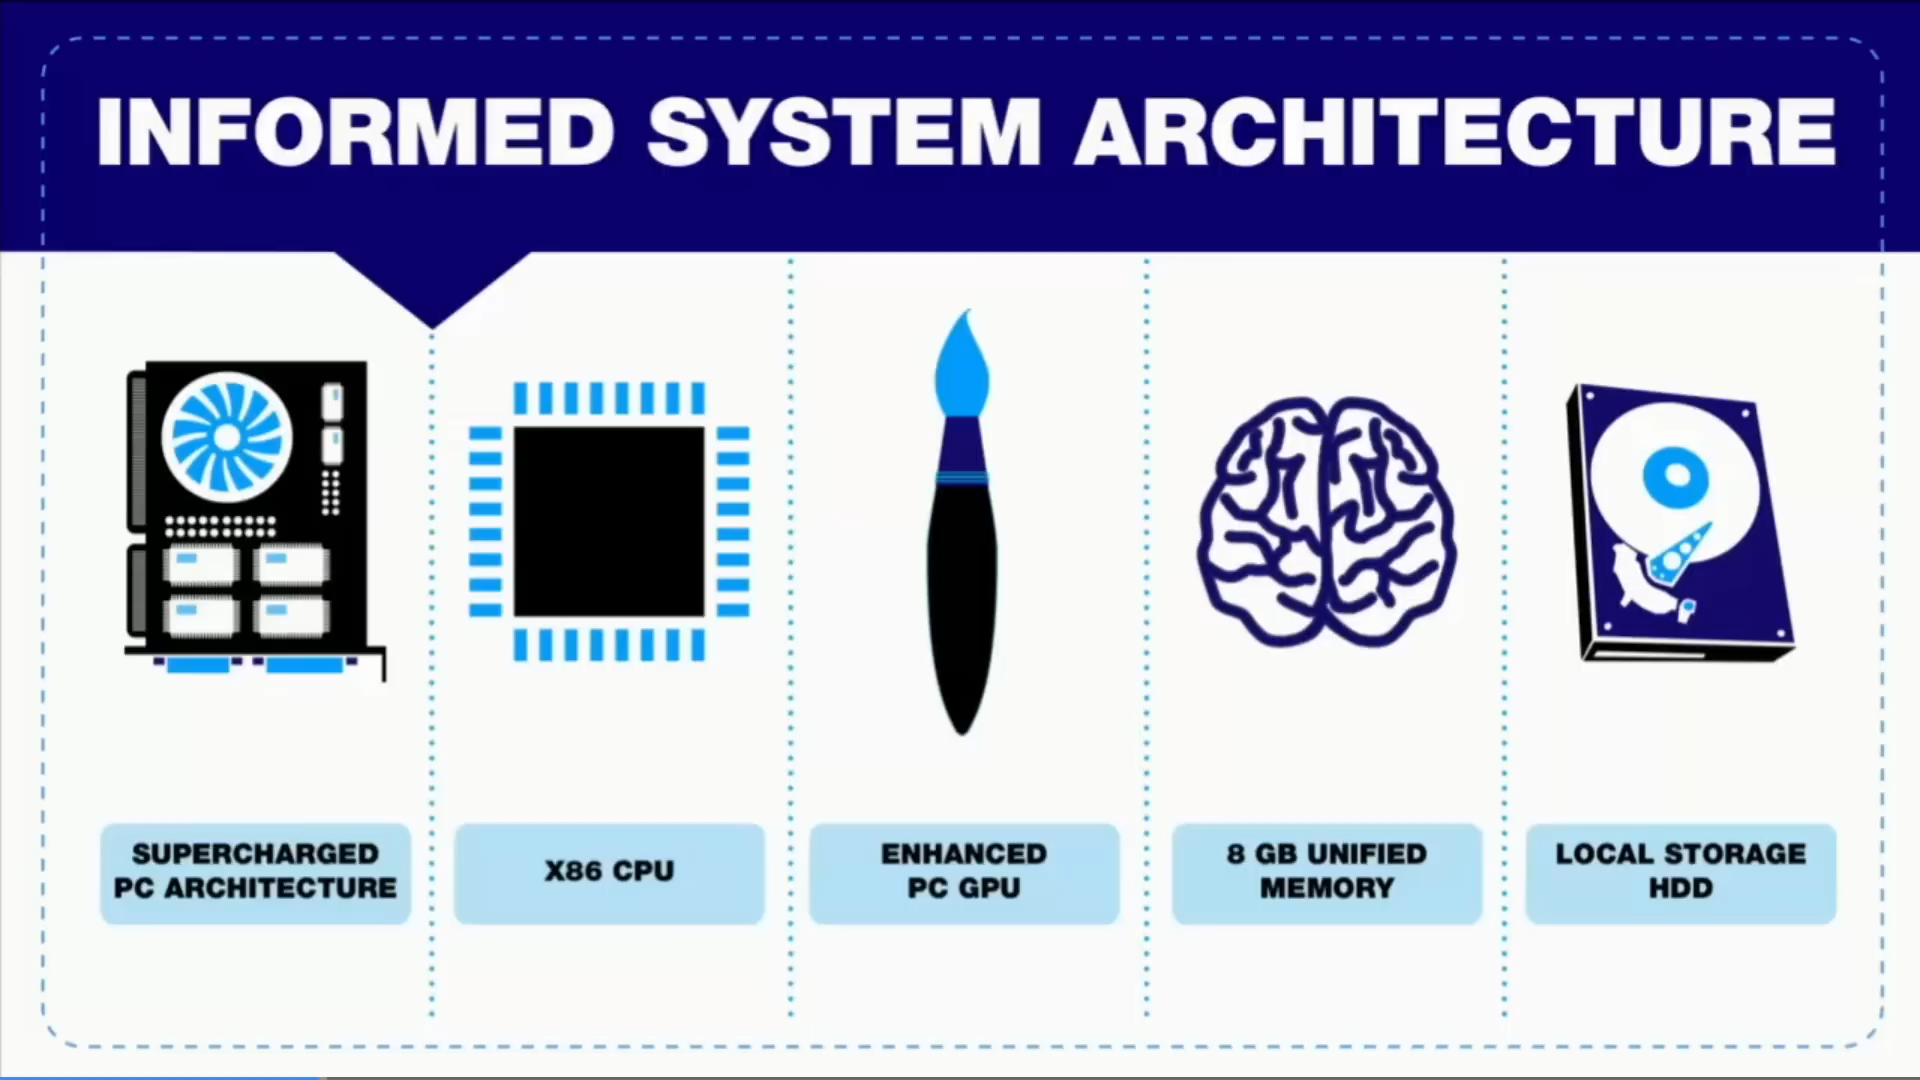 INFORMED SYSTEM ARCHITECTURE
SUPERCHARGED
PC ARCHITECTURE
X86 CPU
ENHANCED
PC GPU
8 GB UNIFIED
MEMORY
LOCAL STORAGE
HDD